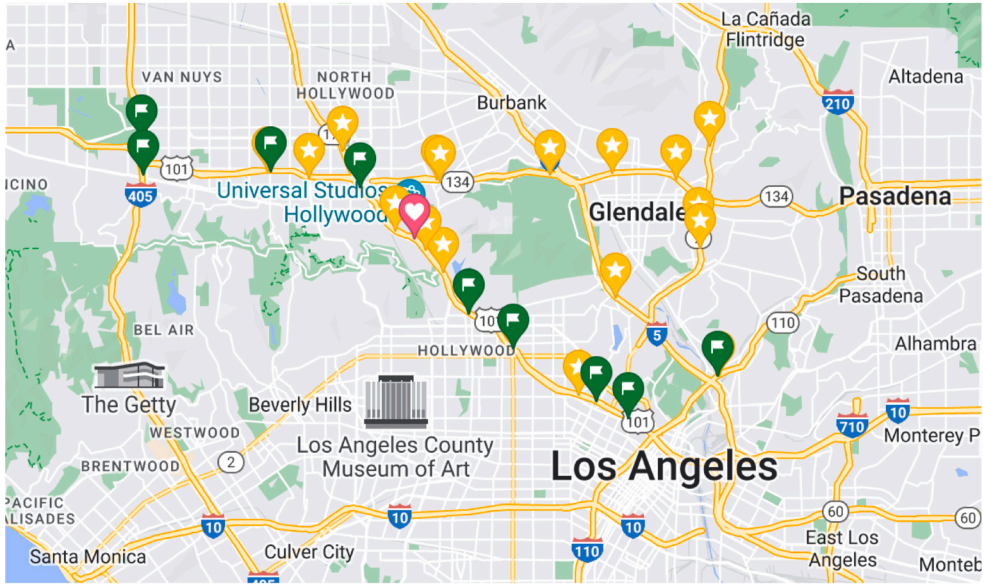 La Cañada
Flintridge
A
VAN NUYS
NORTH
HOLLYWOOD
Altadena
Burbank
210
101
134
405
Universal Studios
Hollywood
134
Pasadena
Glendale
South
Pasadena
110
101
5
BEL AIR
HOLLYWOOD
Alhambra
The Getty
Beverly Hills
101
10
710
WESTWOOD
Los Angeles County
Museum of Art
Monterey P
2
BRENTWOOD
Los Angeles
PACIFIC
10
10
10
60
60
110
Santa Monica
Culver City
East Los
Angeles
Monteb
405